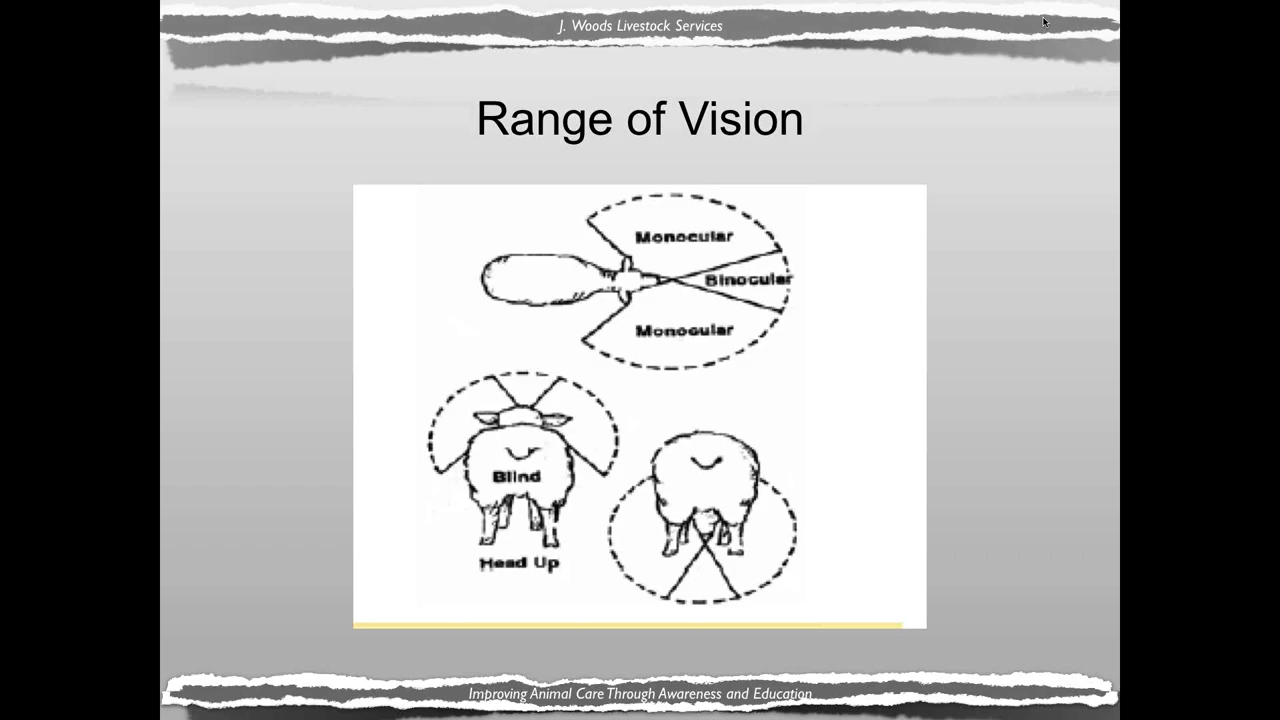 J. Woods Livestock Services
Range of Vision
Monocular
Binocular
Monocular
Blind
Head Up
Improving Animal Care Through Awareness and Education